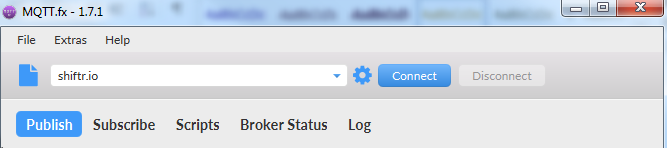 MQTT.fx - 1.7.1
File Extras Help
shiftr.io Connect Disconnect
Publish Subscribe Scripts Broker Status Log